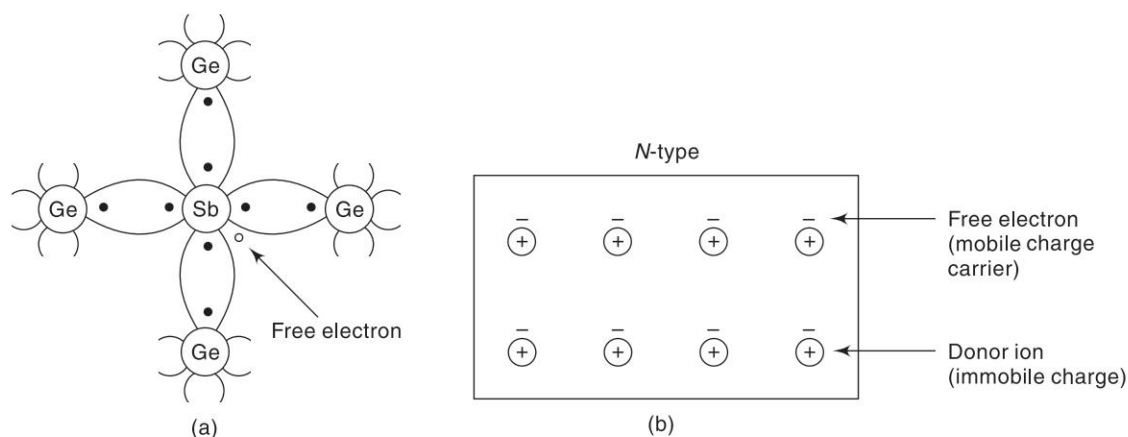 Ge
Ge
Sb
Ge
Free electron
Ge
(a)
N-type
− − − −
+ + + +
− − − −
+ + + +
Free electron
(mobile charge
carrier)
Donor ion
(immobile charge)
(b)